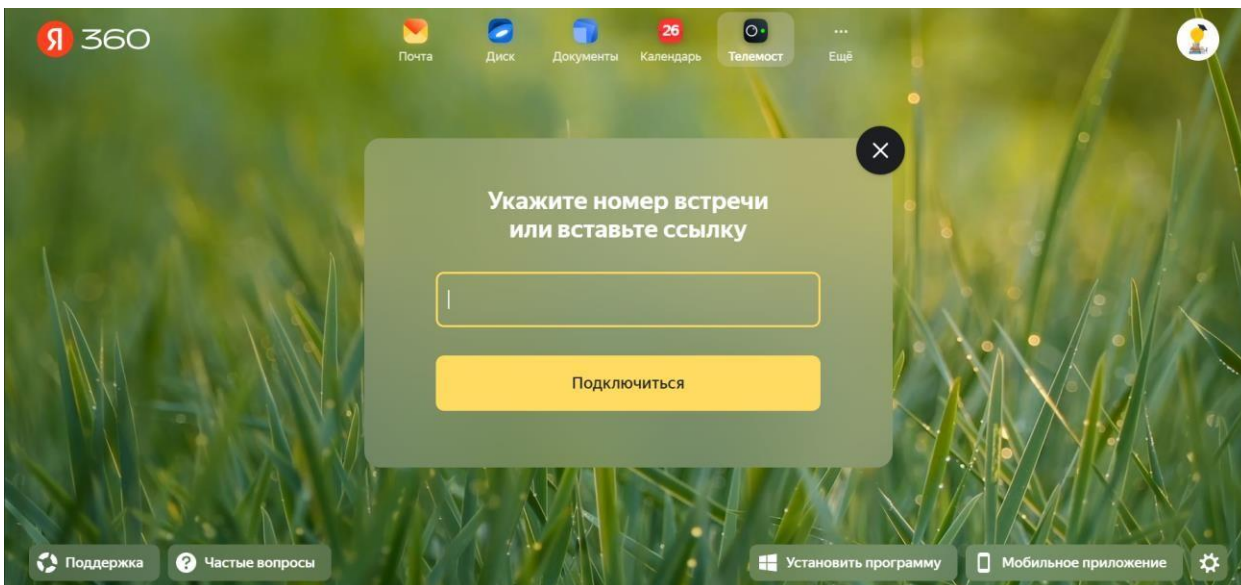 Я 360
Почта
Диск
Документы
26
Календарь
Телемост
Ещё
Укажите номер встречи
или вставьте ссылку
Подключиться
Поддержка
Частые вопросы
Установить программу
Мобильное приложение